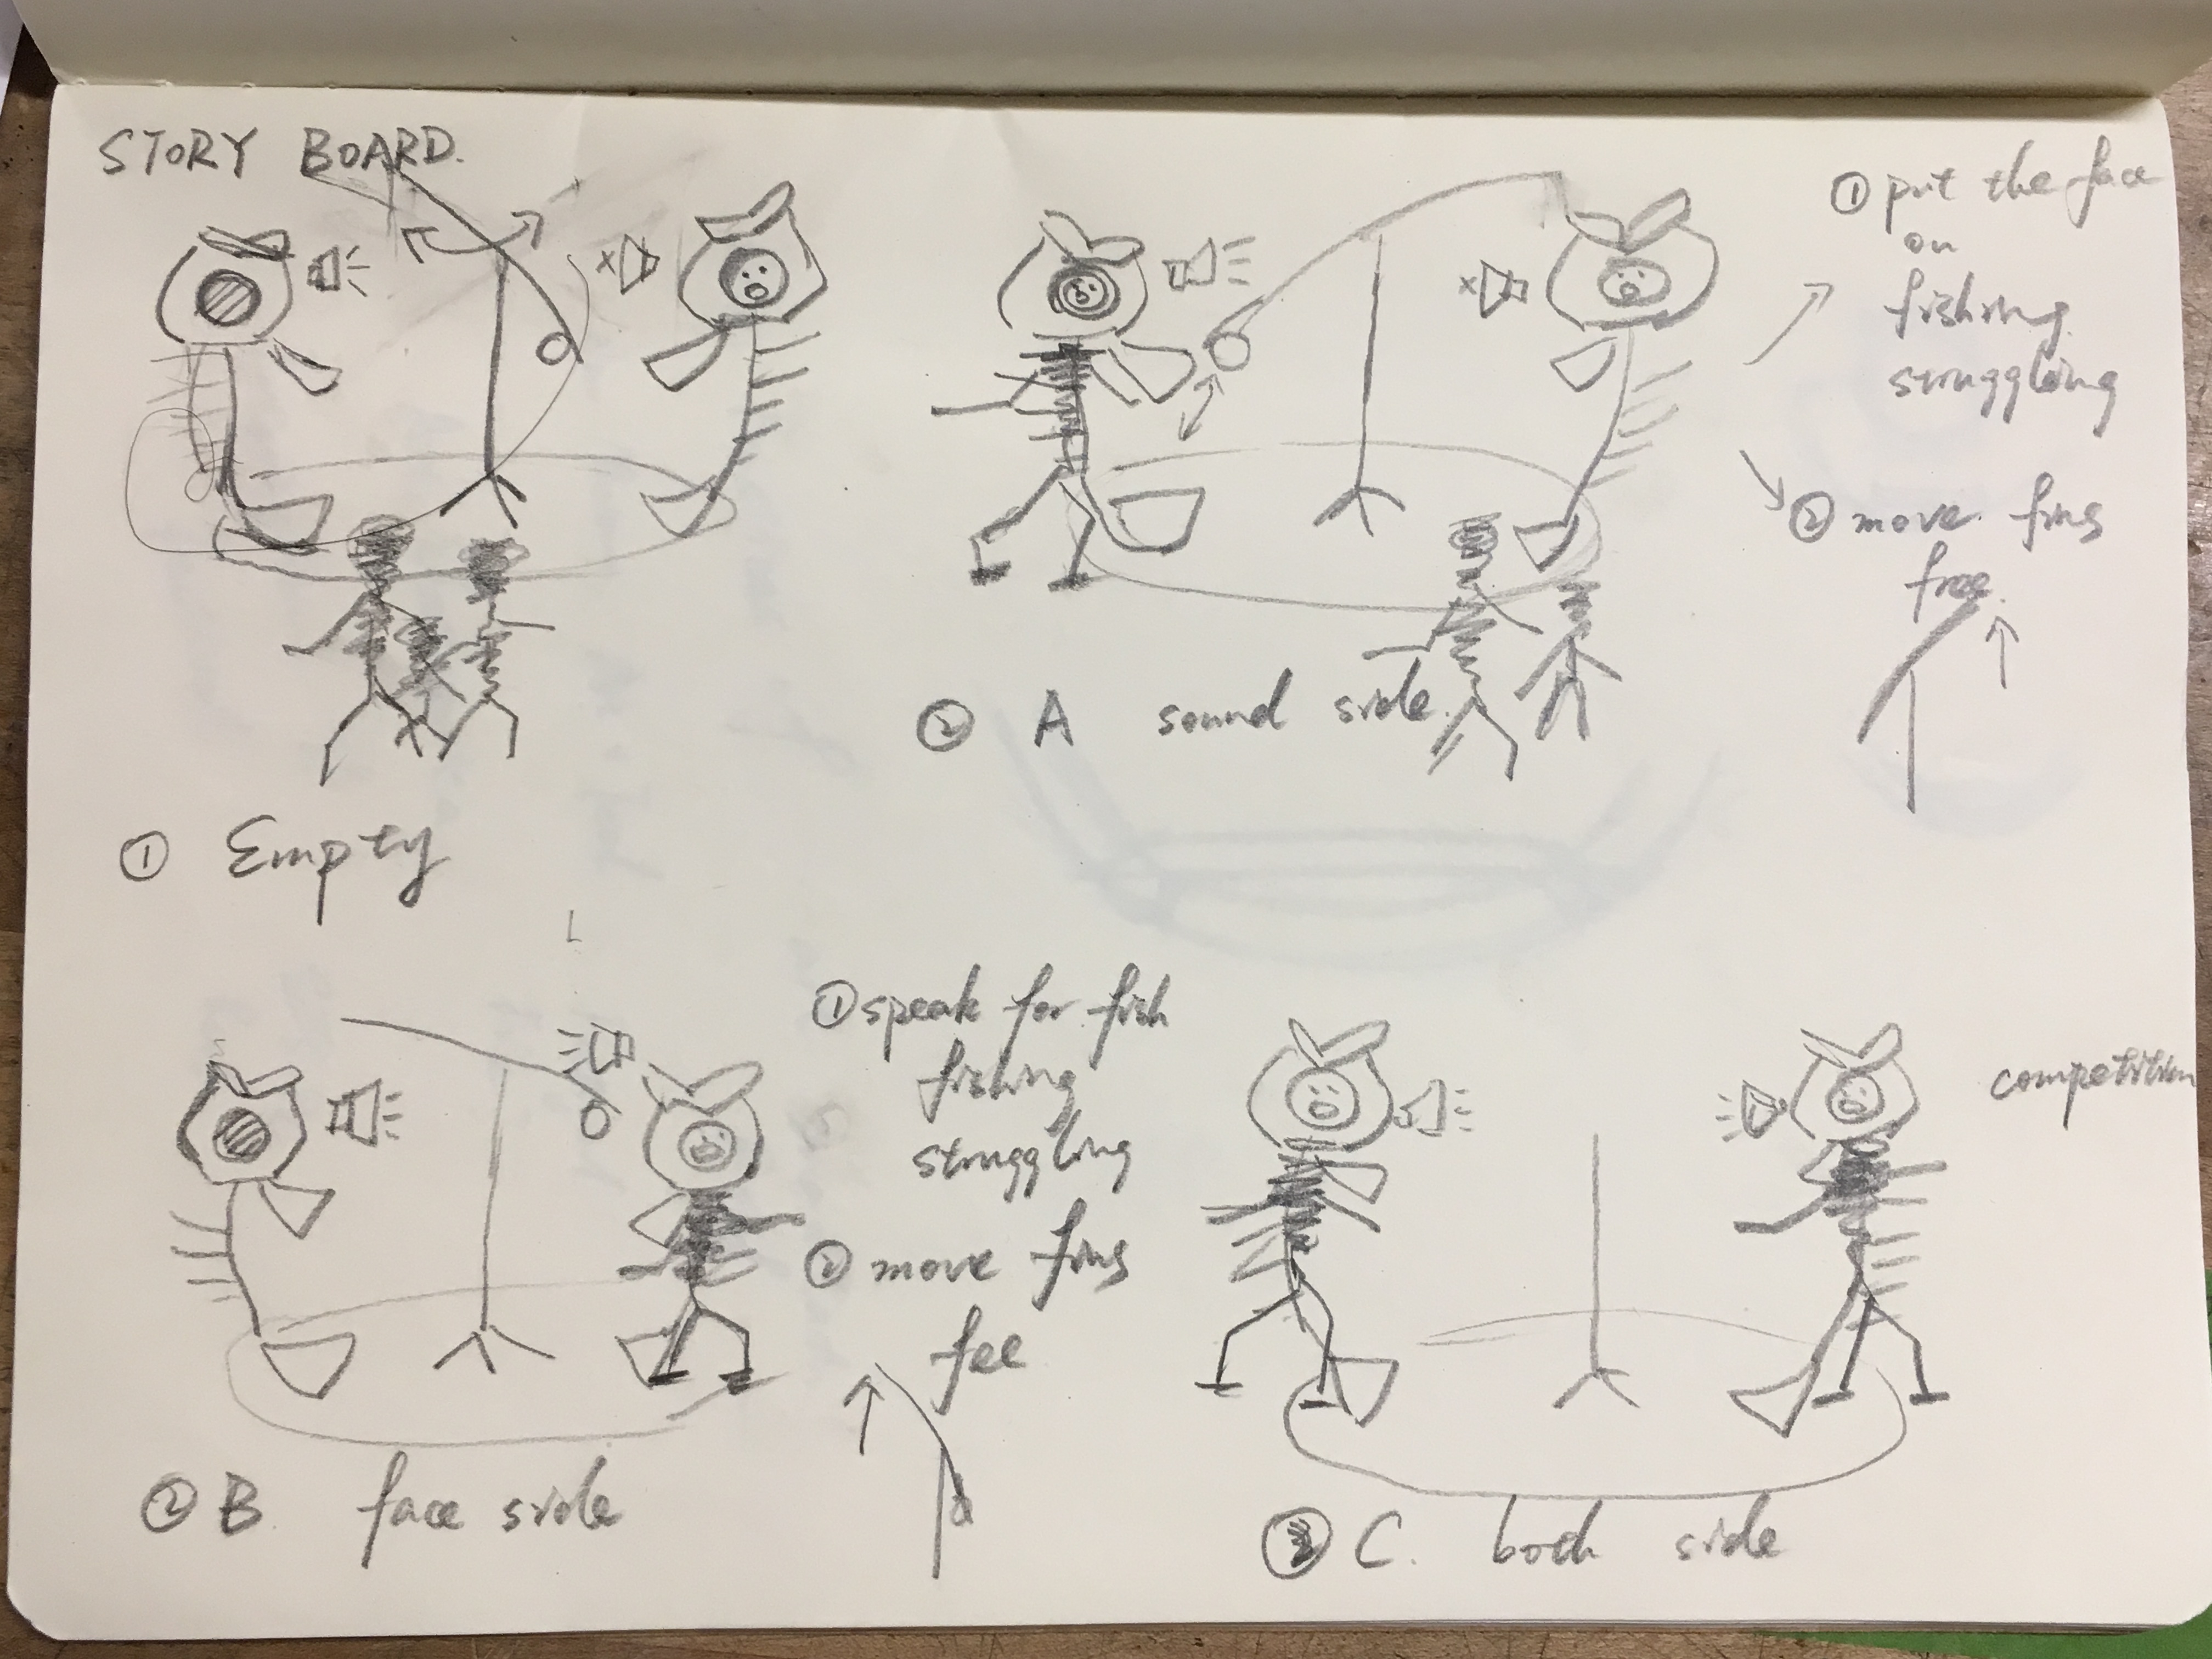 STORY BOARD.
① Empty
② A sound side.
① put the face
on
fishing
struggling
② move fins
free.
② B face side
① speak for fish
fishing
struggling
② move fins
fee
② C. both side
competition